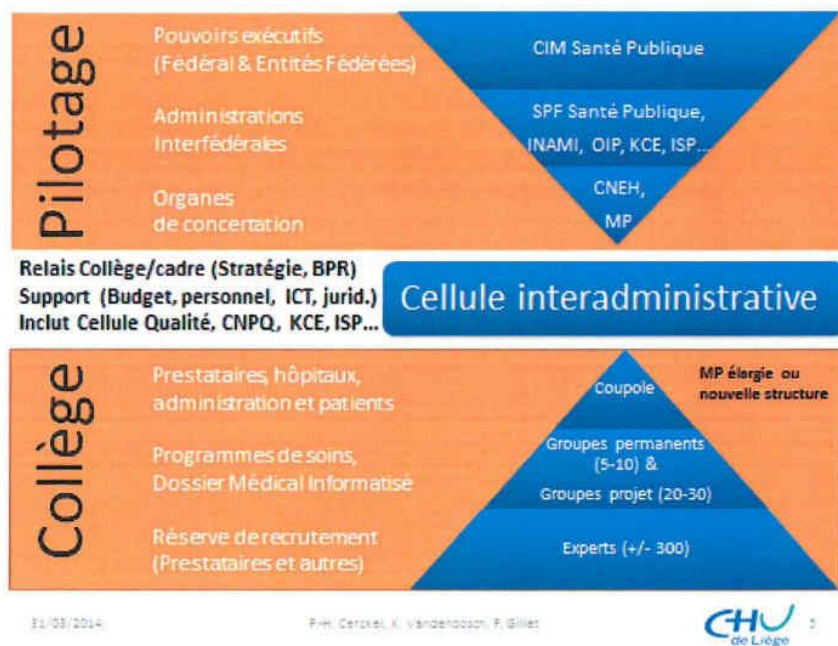 Pilotage
Pouvoirs exécutifs
(Fédéral & Entités Fédérées)
CIM Santé Publique
Administrations
Interfédérales
SPF Santé Publique,
INAMI, OIP, KCE, ISP...
Organes
de concertation
CNEH,
MP
Relais Collège/cadre (Stratégie, BPR)
Support (Budget, personnel, ICT, jurid.)
Inclut Cellule Qualité, CNPQ, KCE, ISP...
Cellule interadministrative
Collège
Prestataires, hôpitaux,
administration et patients
Coupole
MP élargie ou
nouvelle structure
Programmes de soins,
Dossier Médical Informatisé
Groupes permanents
(5-10) &
Groupes projet (20-30)
Réserve de recrutement
(Prestataires et autres)
Experts (+/- 300)
31/03/2014
K. Vandenbosch, P. Gillet
CHU
de Liège